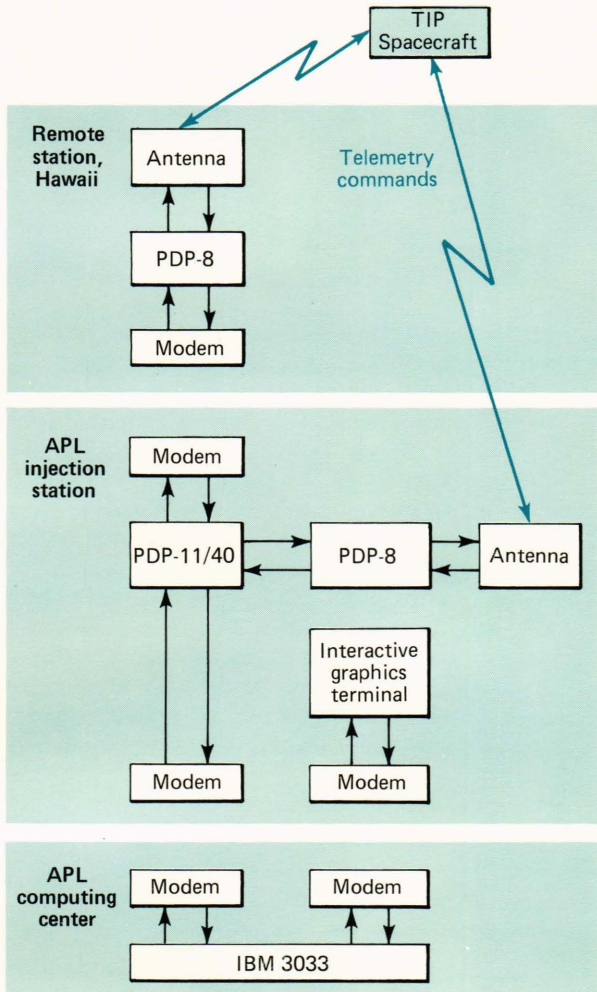 TIP
Spacecraft
Remote
station,
Hawaii
Antenna
Telemetry
commands
PDP-8
Modem
APL
injection
station
Modem
PDP-11/40
PDP-8
Antenna
Interactive
graphics
terminal
Modem
Modem
APL
computing
center
Modem
Modem
IBM 3033